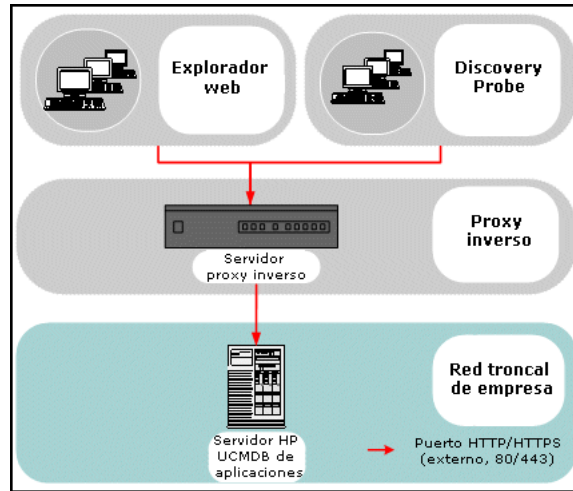 Explorador
web
Discovery
Probe
Proxy
inverso
Servidor
proxy inverso
Red troncal
de empresa
Servidor HP
UCMDB de
aplicaciones
Puerto HTTP/HTTPS
(externo, 80/443)